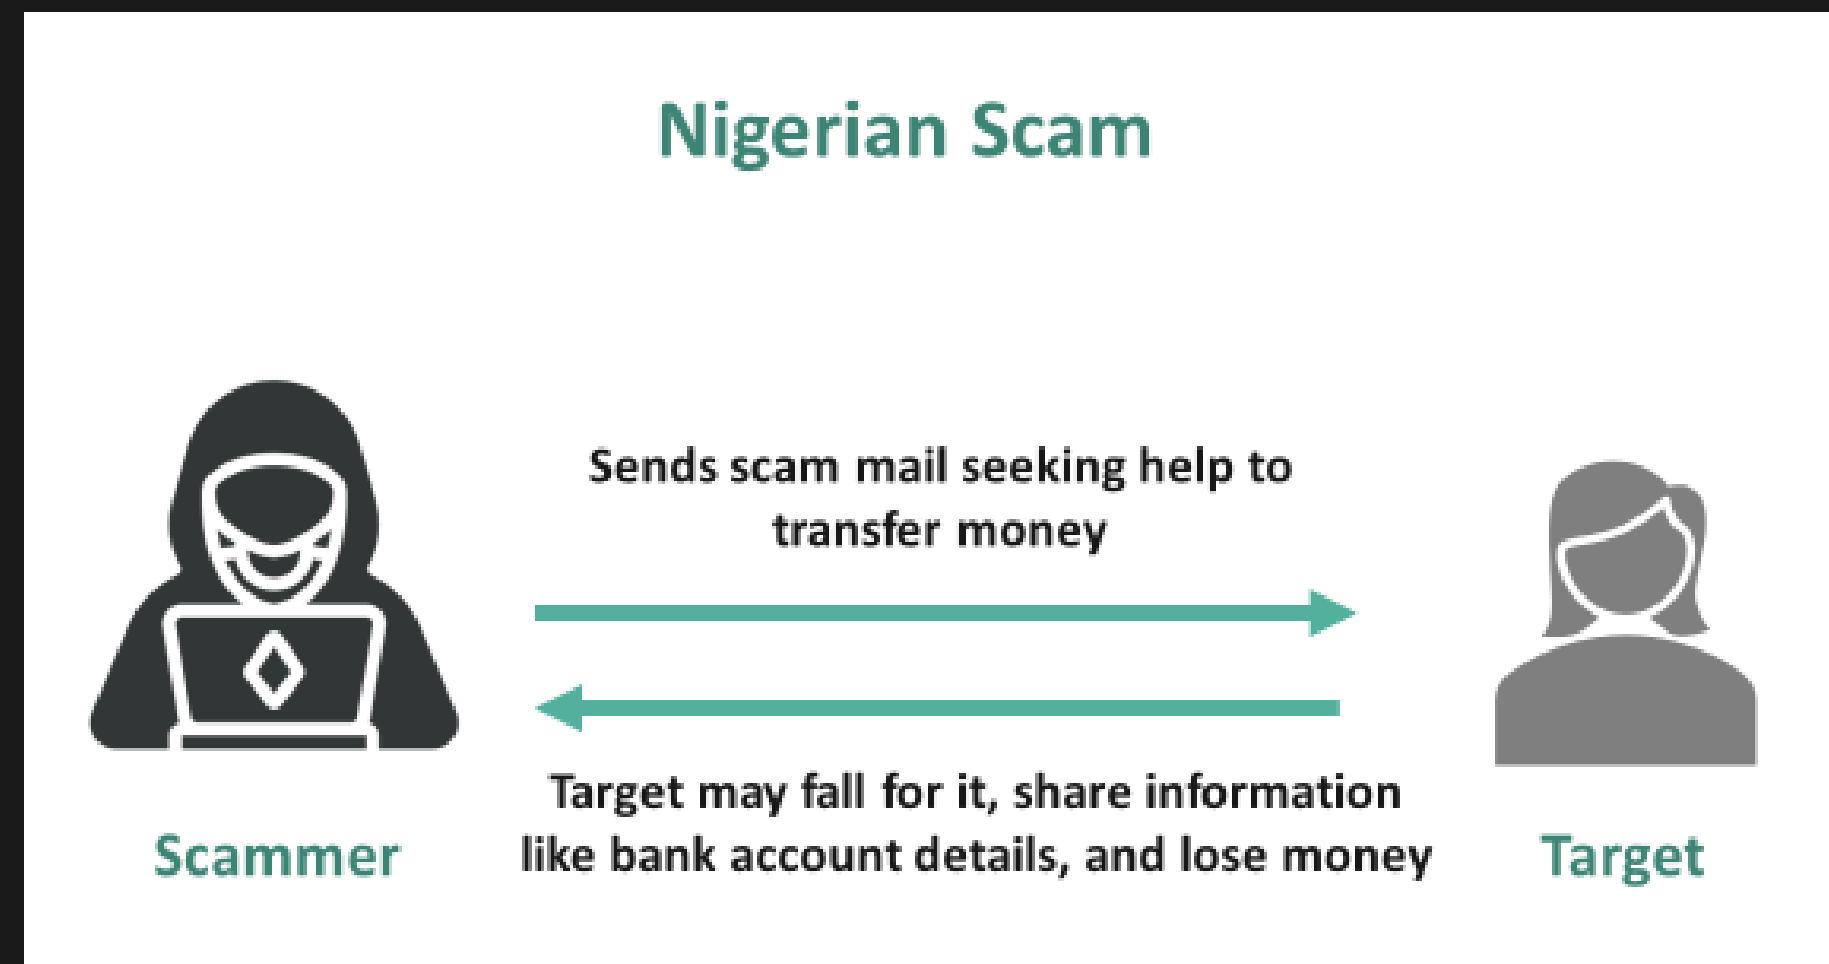 Nigerian Scam
Sends scam mail seeking help to
transfer money
Target may fall for it, share information
like bank account details, and lose money
Scammer
Target